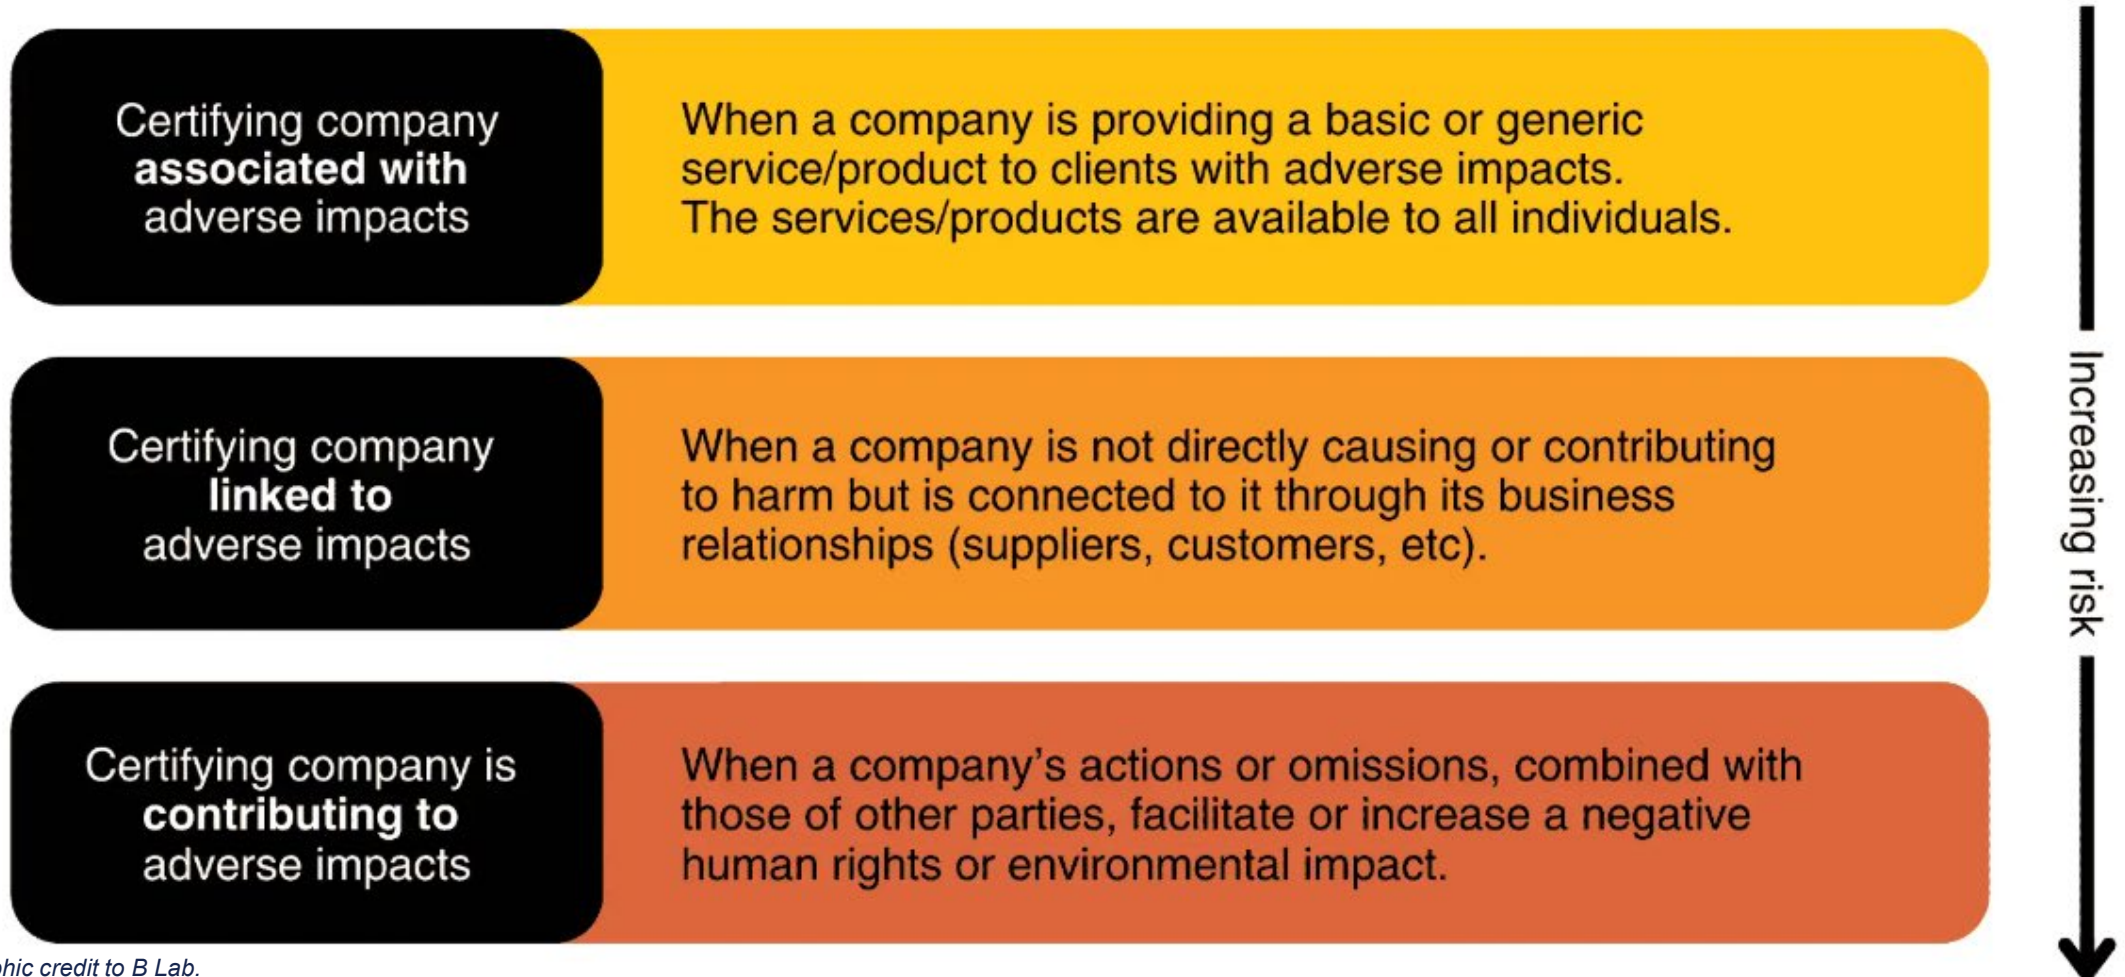 Certifying company
associated with
adverse impacts
When a company is providing a basic or generic
service/product to clients with adverse impacts.
The services/products are available to all individuals.
Certifying company
linked to
adverse impacts
When a company is not directly causing or contributing
to harm but is connected to it through its business
relationships (suppliers, customers, etc).
Certifying company is
contributing to
adverse impacts
When a company’s actions or omissions, combined with
those of other parties, facilitate or increase a negative
human rights or environmental impact.
Increasing risk
credit to B Lab.